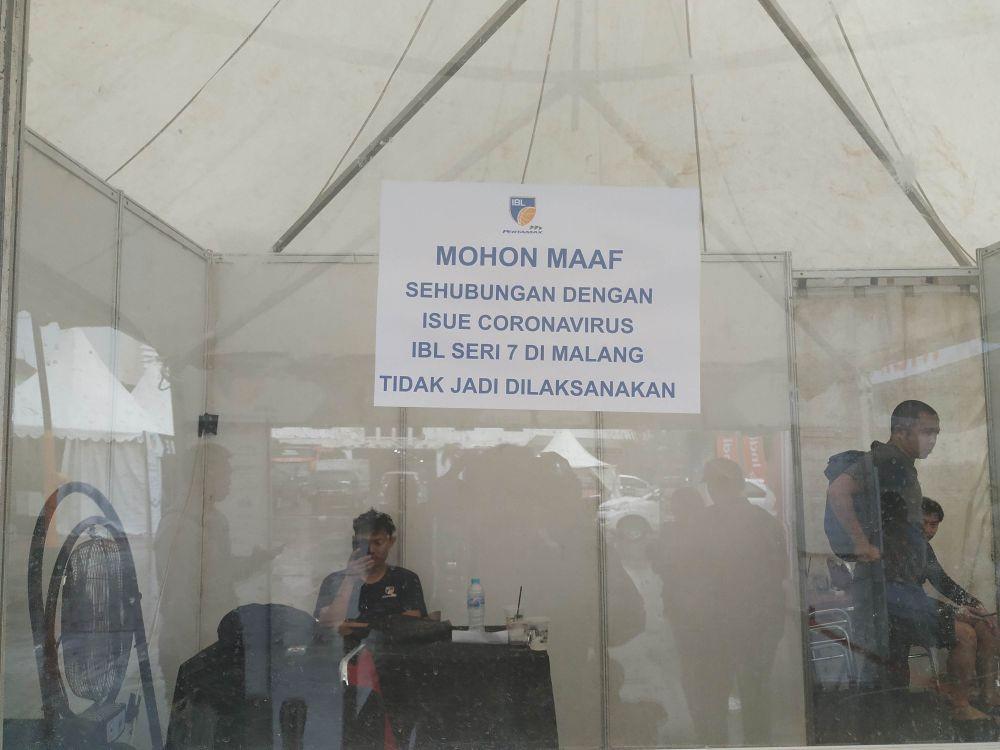 IBL
PERTAMAX
MOHON MAAF
SEHUBUNGAN DENGAN
ISUE CORONAVIRUS
IBL SERI 7 DI MALANG
TIDAK JADI DILAKSANAKAN